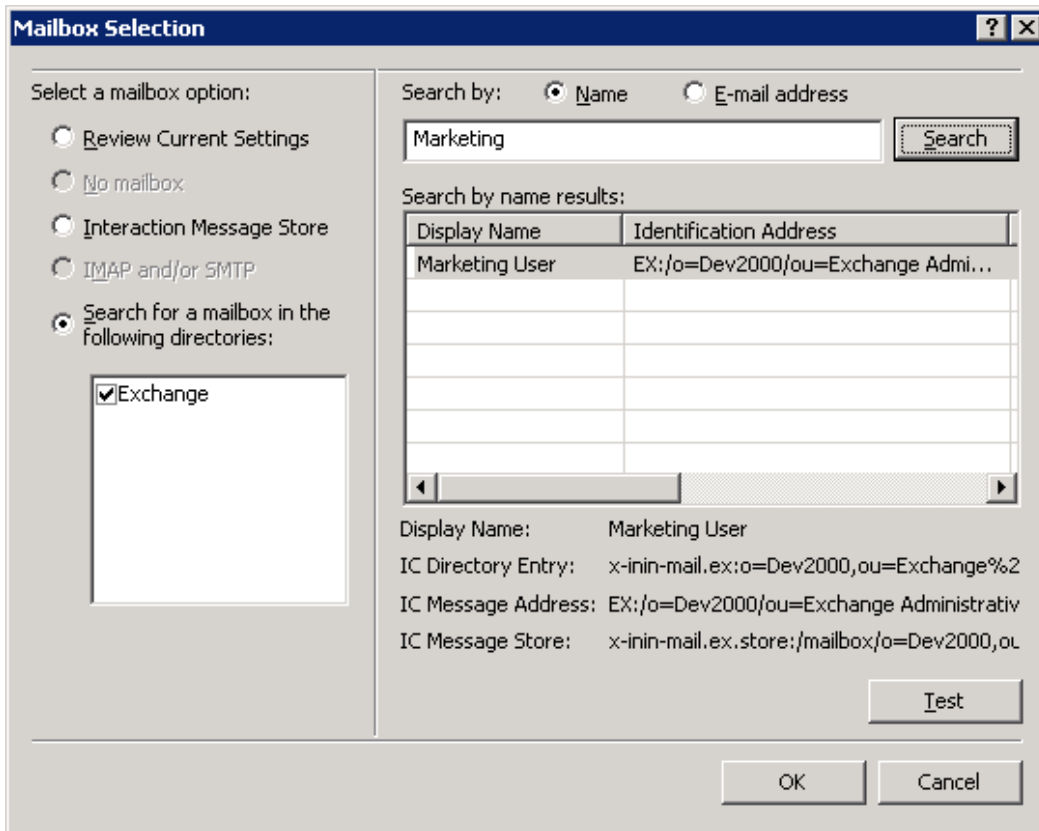 Mailbox Selection
Select a mailbox option:
Review Current Settings
No mailbox
Interaction Message Store
IMAP and/or SMTP
Search for a mailbox in the
following directories:
Exchange
Search by: Name E-mail address
Marketing Search
Search by name results:
Display Name Identification Address
Marketing User EX:/o=Dev2000/ou=Exchange Admi...
Display Name: Marketing User
IC Directory Entry: x-inin-mail.ex:o=Dev2000,ou=Exchange%2
IC Message Address: EX:/o=Dev2000/ou=Exchange Administrativ
IC Message Store: x-inin-mail.ex.store:/mailbox/o=Dev2000,ou
Test
OK Cancel